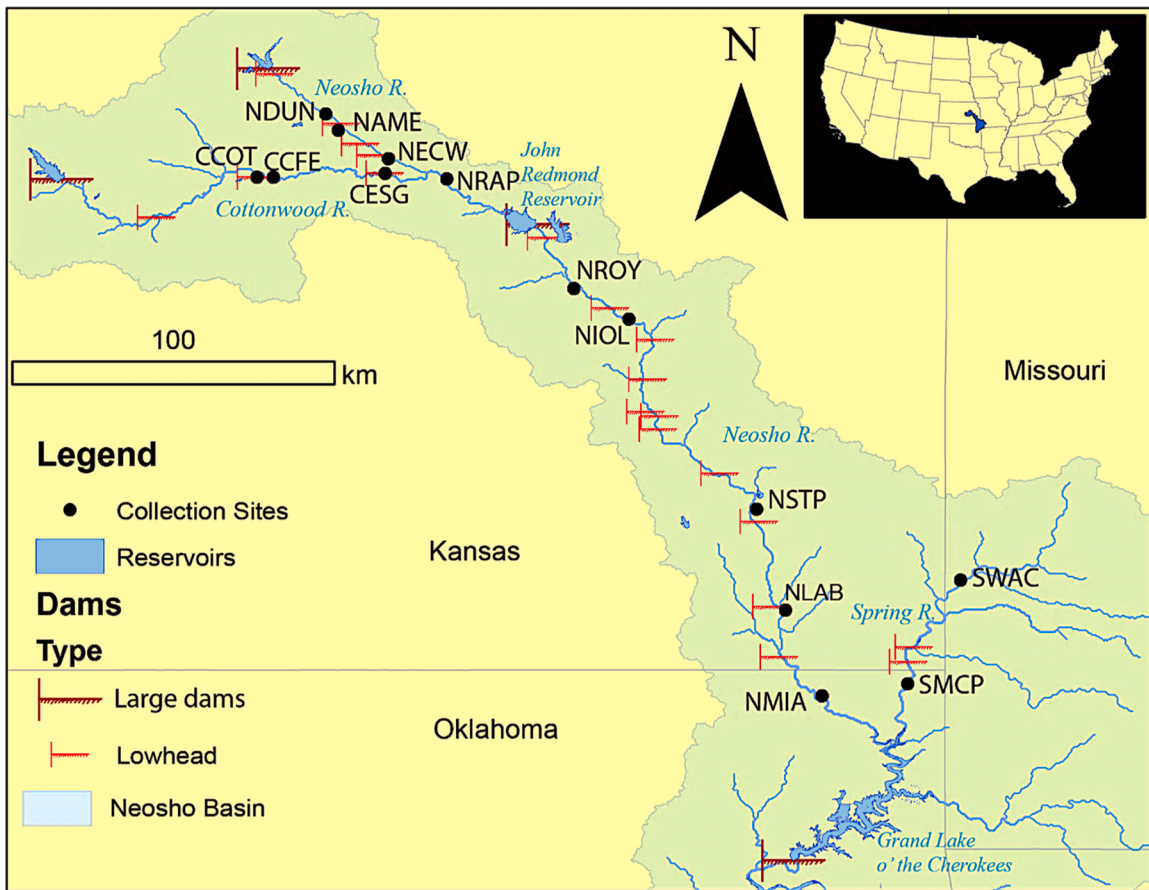 N
Neosho R.
NDUN
NAME
CCOT
CCFE
NECW
CESG
NRAP
John
Redmond
Reservoir
Cottonwood R.
NROY
NIOL
100
km
Missouri
Neosho R.
Legend
Collection Sites
Reservoirs
NSTP
Kansas
SWAC
Dams
NLAB
Spring R.
Type
Large dams
NMIA
SMCP
Oklahoma
Lowhead
Neosho Basin
Grand Lake
o' the Cherokees